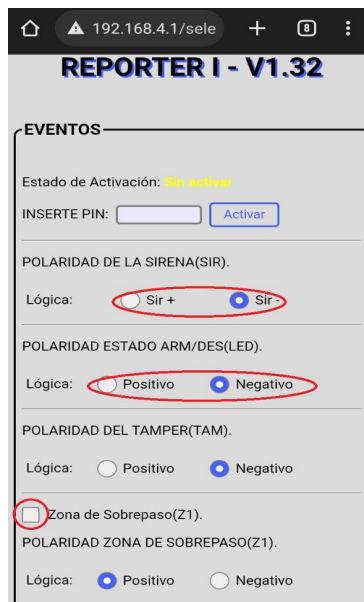 192.168.4.1/sele
8
REPORTER I - V1.32
EVENTOS
Estado de Activación: Sin activar
INSERTE PIN: Activar
POLARIDAD DE LA SIRENA(SIR).
Lógica: Sir + Sir -
POLARIDAD ESTADO ARM/DES(LED).
Lógica: Positivo Negativo
POLARIDAD DEL TAMPER(TAM).
Lógica: Positivo Negativo
Zona de Sobrepaso(Z1).
POLARIDAD ZONA DE SOBREPASO(Z1).
Lógica: Positivo Negativo